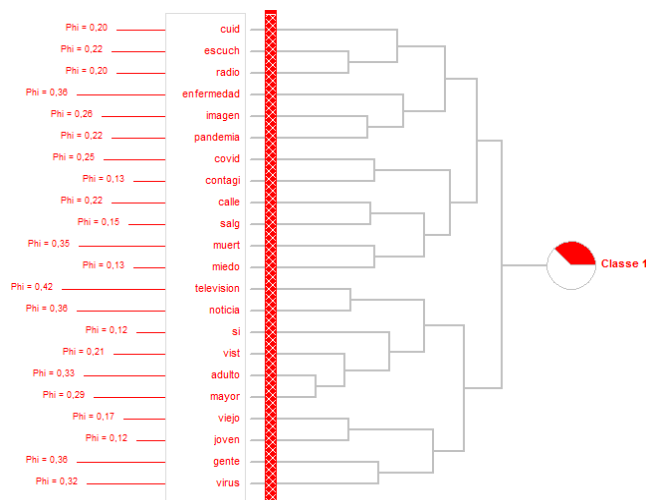 Phi = 0,20 cuid
Phi = 0,22 escuch
Phi = 0,20 radio
Phi = 0,36 enfermedad
Phi = 0,26 imagen
Phi = 0,22 pandemia
Phi = 0,25 covid
Phi = 0,13 contagi
Phi = 0,22 calle
Phi = 0,15 salg
Phi = 0,35 muert
Phi = 0,13 miedo
Phi = 0,42 television
Phi = 0,36 noticia
Phi = 0,12 si
Phi = 0,21 vist
Phi = 0,33 adulto
Phi = 0,29 mayor
Phi = 0,17 viejo
Phi = 0,12 joven
Phi = 0,36 gente
Phi = 0,32 virus
Classe 1